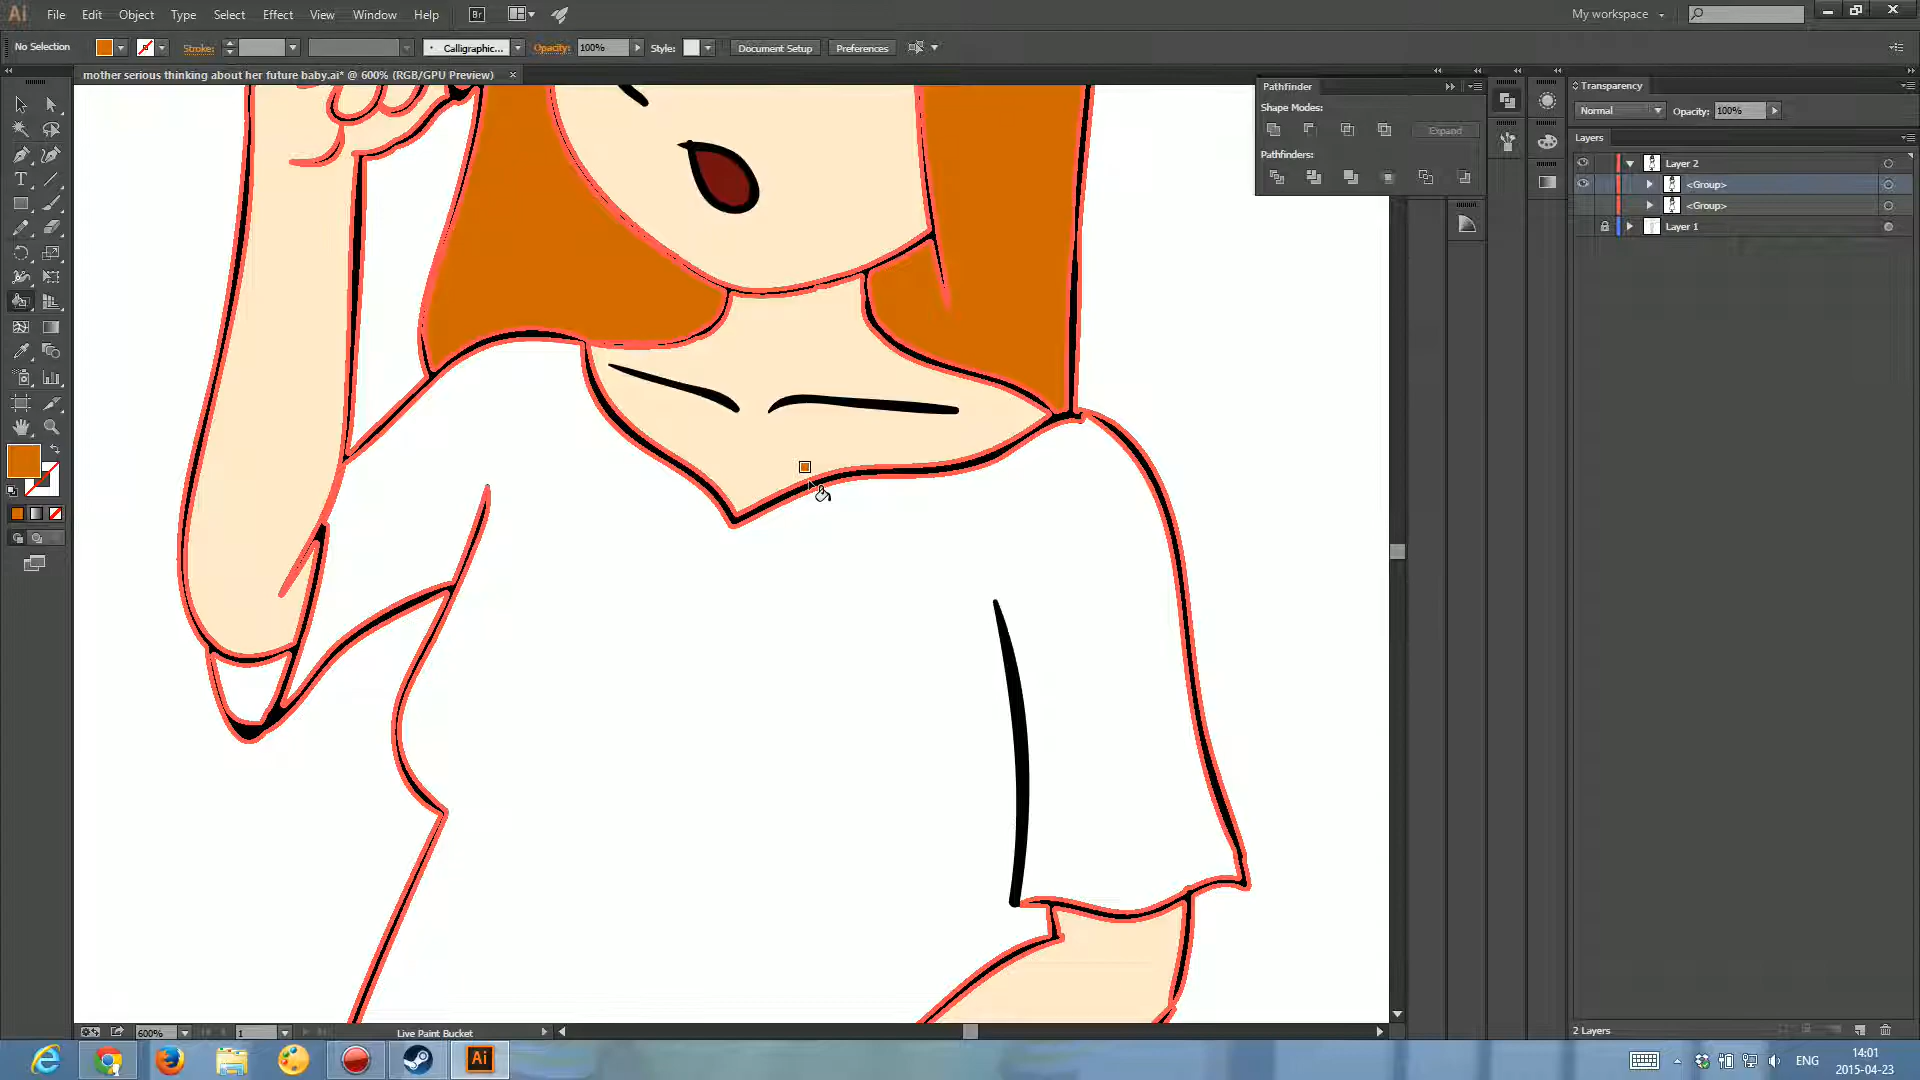 Ai File Edit Object Type Select Effect View Window Help Br My workspace
No Selection Stroke: Calligraphic... Opacity: 100% Style: Document Setup Preferences
mother serious thinking about her future baby.ai* @ 600% (RGB/GPU Preview)
Pathfinder
Shape Modes:
Expand
Pathfinders:
Transparency
Normal Opacity: 100%
Layers
Layer 2
<Group>
<Group>
Layer 1
600% 1 Live Paint Bucket 2 Layers
Ai ENG 14:01
2015-04-23